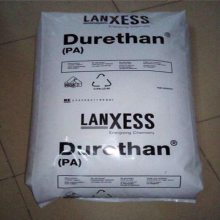 LANXESS
Durethan®
(PA)
LANXESS
Energizing Chemistry
Durethan®
(PA)